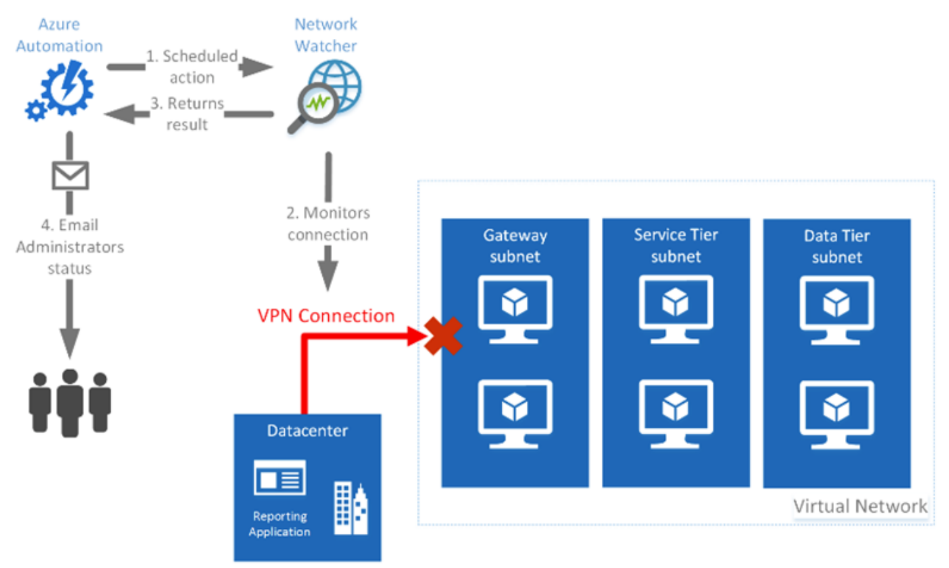 Azure
Automation
Network
Watcher
1. Scheduled
action
3. Returns
result
4. Email
Administrators
status
2. Monitors
connection
VPN Connection
Datacenter
Reporting
Application
Gateway
subnet
Service Tier
subnet
Data Tier
subnet
Virtual Network